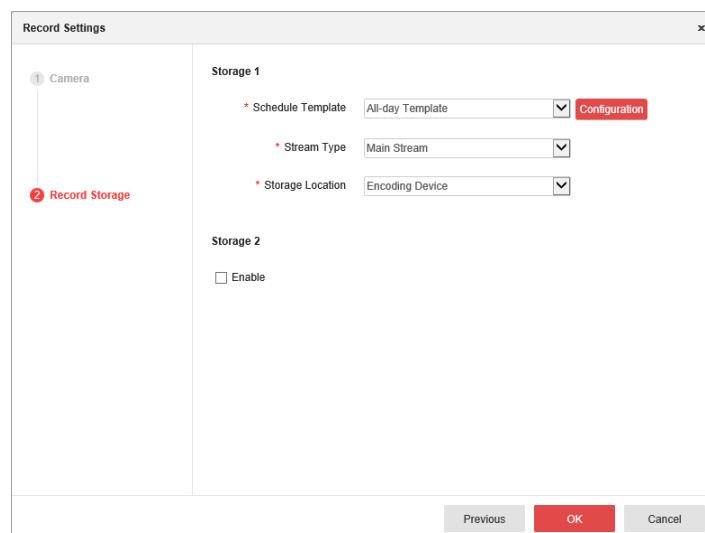 Record Settings
x
1 Camera
2 Record Storage
Storage 1
* Schedule Template All-day Template Configuration
* Stream Type Main Stream
* Storage Location Encoding Device
Storage 2
Enable
Previous OK Cancel